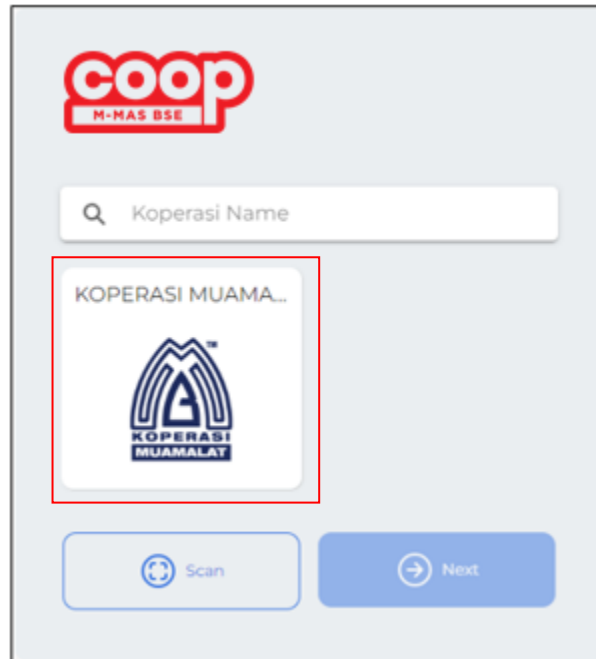 coop
M-MAS BSE
Koperasi Name
KOPERASI MUAMA...
TM
KOPERASI
MUAMALAT
Scan
Next